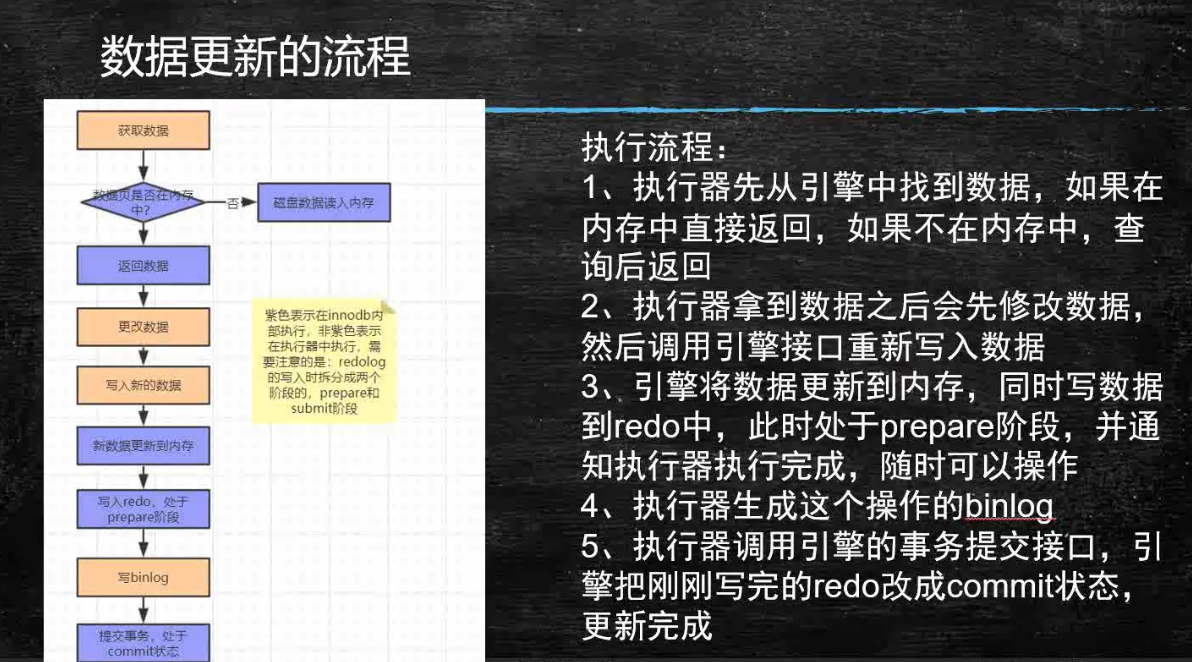 数据更新的流程
获取数据
数据页是否在内存
中?
否
磁盘数据读入内存
返回数据
更改数据
写入新的数据
新数据更新到内存
写入redo，处于
prepare阶段
写binlog
提交事务，处于
commit状态
紫色表示在innodb内
部执行，非紫色表示
在执行器中执行，需
要注意的是：redolog
的写入时拆分成两个
阶段的，prepare和
submit阶段
执行流程：
1、执行器先从引擎中找到数据，如果在
内存中直接返回，如果不在内存中，查
询后返回
2、执行器拿到数据之后会先修改数据，
然后调用引擎接口重新写入数据
3、引擎将数据更新到内存，同时写数据
到redo中，此时处于prepare阶段，并通
知执行器执行完成，随时可以操作
4、执行器生成这个操作的binlog
5、执行器调用引擎的事务提交接口，引
擎把刚刚写完的redo改成commit状态，
更新完成